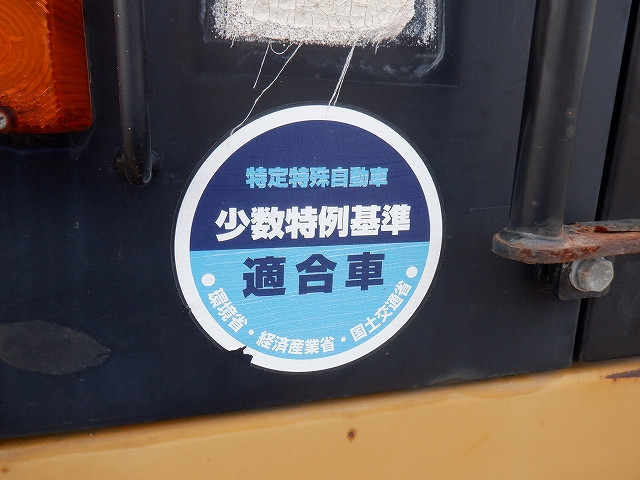 特定特殊自動車
少数特例基準
適合車
環境省・経済産業省・国土交通省